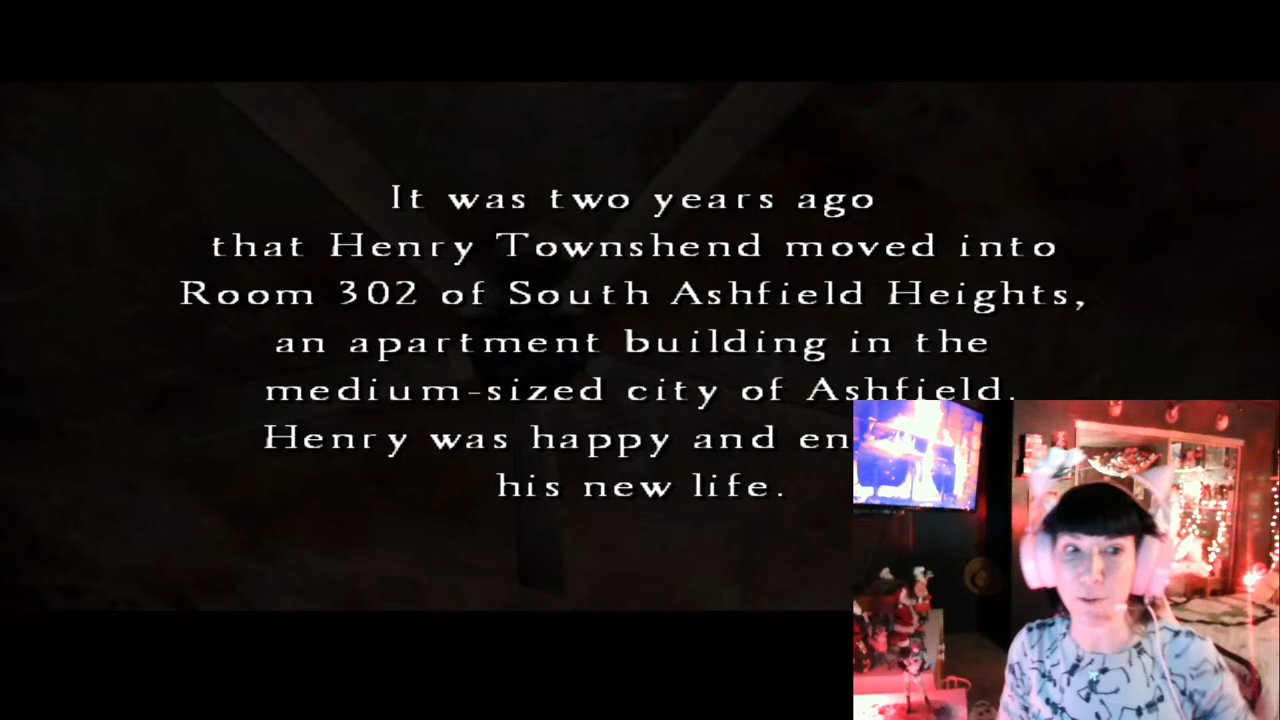 It was two years ago
that Henry Townshend moved into
Room 302 of South Ashfield Heights,
an apartment building in the
medium-sized city of Ashfield.
Henry was happy and en
his new life.